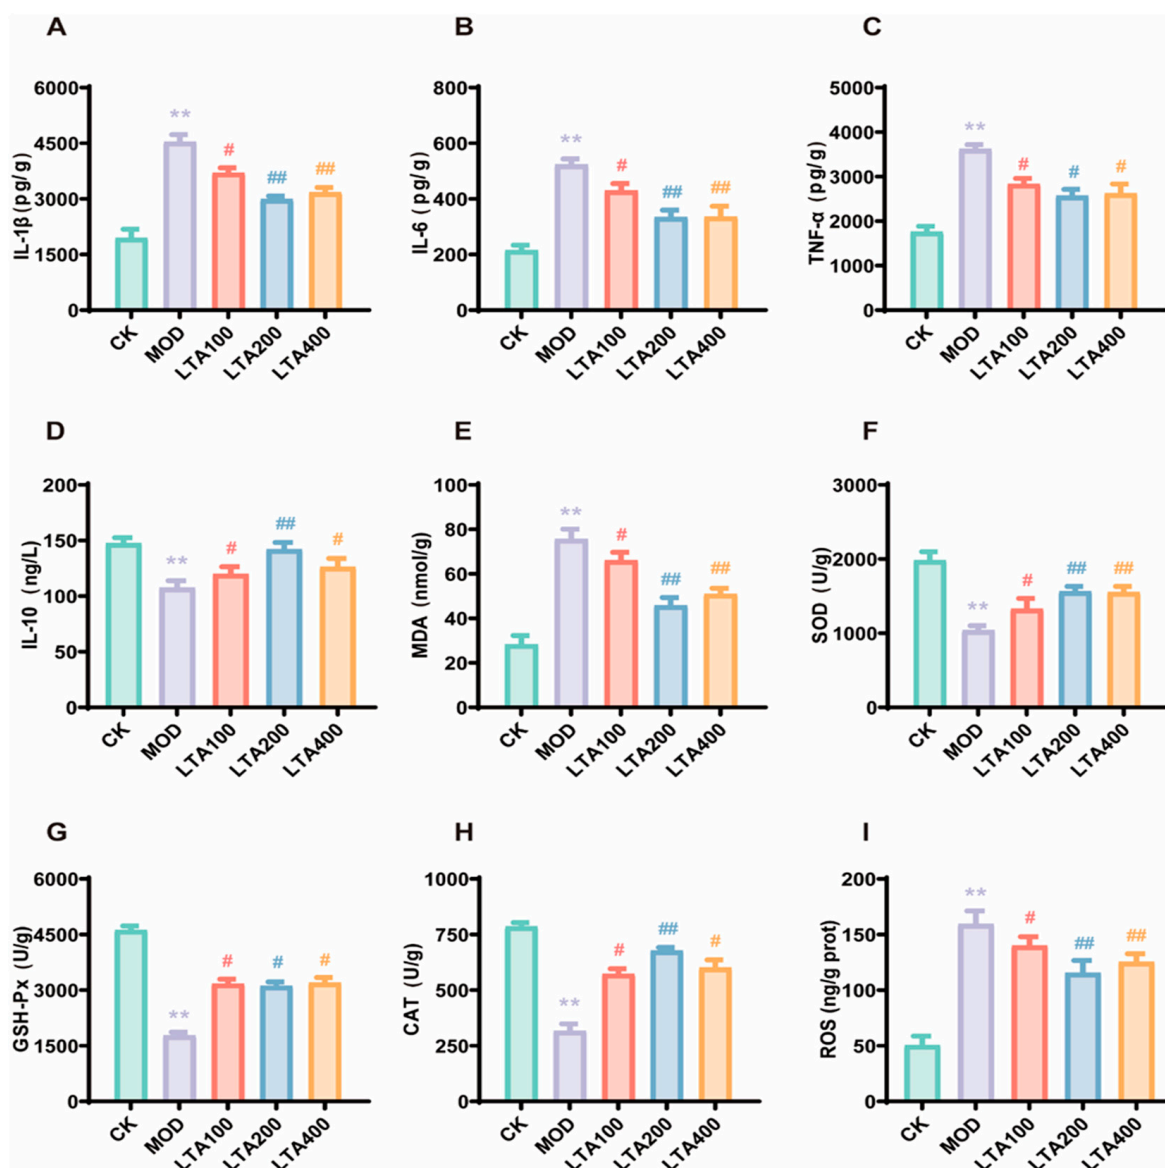 A
IL-1β (pg/g)
6000
4500
3000
1500
0
**
#
##
##
CK
MOD
LTA100
LTA200
LTA400
B
IL-6 (pg/g)
800
600
400
200
0
**
#
##
##
CK
MOD
LTA100
LTA200
LTA400
C
TNF-α (pg/g)
5000
4000
3000
2000
1000
0
**
#
#
#
CK
MOD
LTA100
LTA200
LTA400
D
IL-10 (ng/L)
200
150
100
50
0
**
#
##
#
CK
MOD
LTA100
LTA200
LTA400
E
MDA (nmol/g)
100
80
60
40
20
0
**
#
##
##
CK
MOD
LTA100
LTA200
LTA400
F
SOD (U/g)
3000
2000
1000
0
**
#
##
##
CK
MOD
LTA100
LTA200
LTA400
G
GSH-Px (U/g)
6000
4500
3000
1500
0
**
#
#
#
CK
MOD
LTA100
LTA200
LTA400
H
CAT (U/g)
1000
750
500
250
0
**
#
##
#
CK
MOD
LTA100
LTA200
LTA400
I
ROS (ng/g prot)
200
150
100
50
0
**
#
##
##
CK
MOD
LTA100
LTA200
LTA400